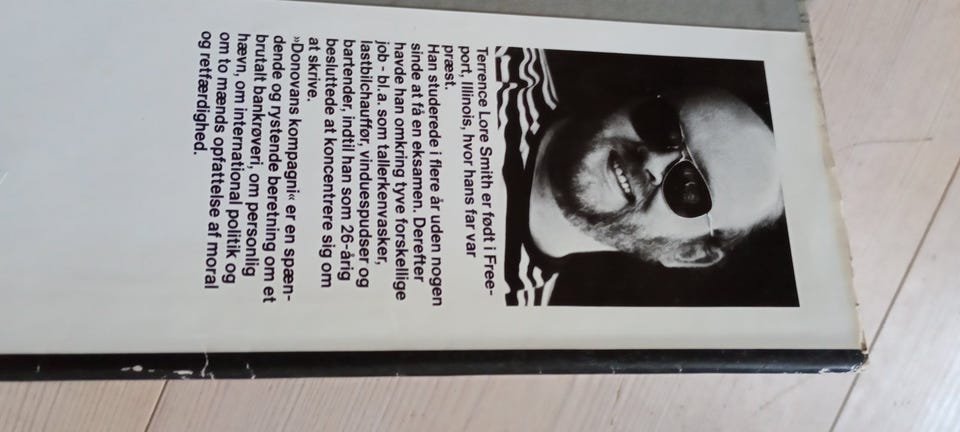 Terrence Lore Smith er født i Free-
port, Illinois, hvor hans far var
præst.
Han studerede i flere år uden nogen
sinde at få en eksamen. Derefter
havde han omkring tyve forskellige
job - bl.a. som tallerkenvasker,
lastbilchauffør, vinduespudser og
bartender, indtil han som 26-årig
besluttede at koncentrere sig om
at skrive.
»Donovans kompagni« er en spæn-
dende og rystende beretning om et
brutalt bankrøveri, om personlig
hævn, om international politik og
om to mænds opfattelse af moral
og retfærdighed.